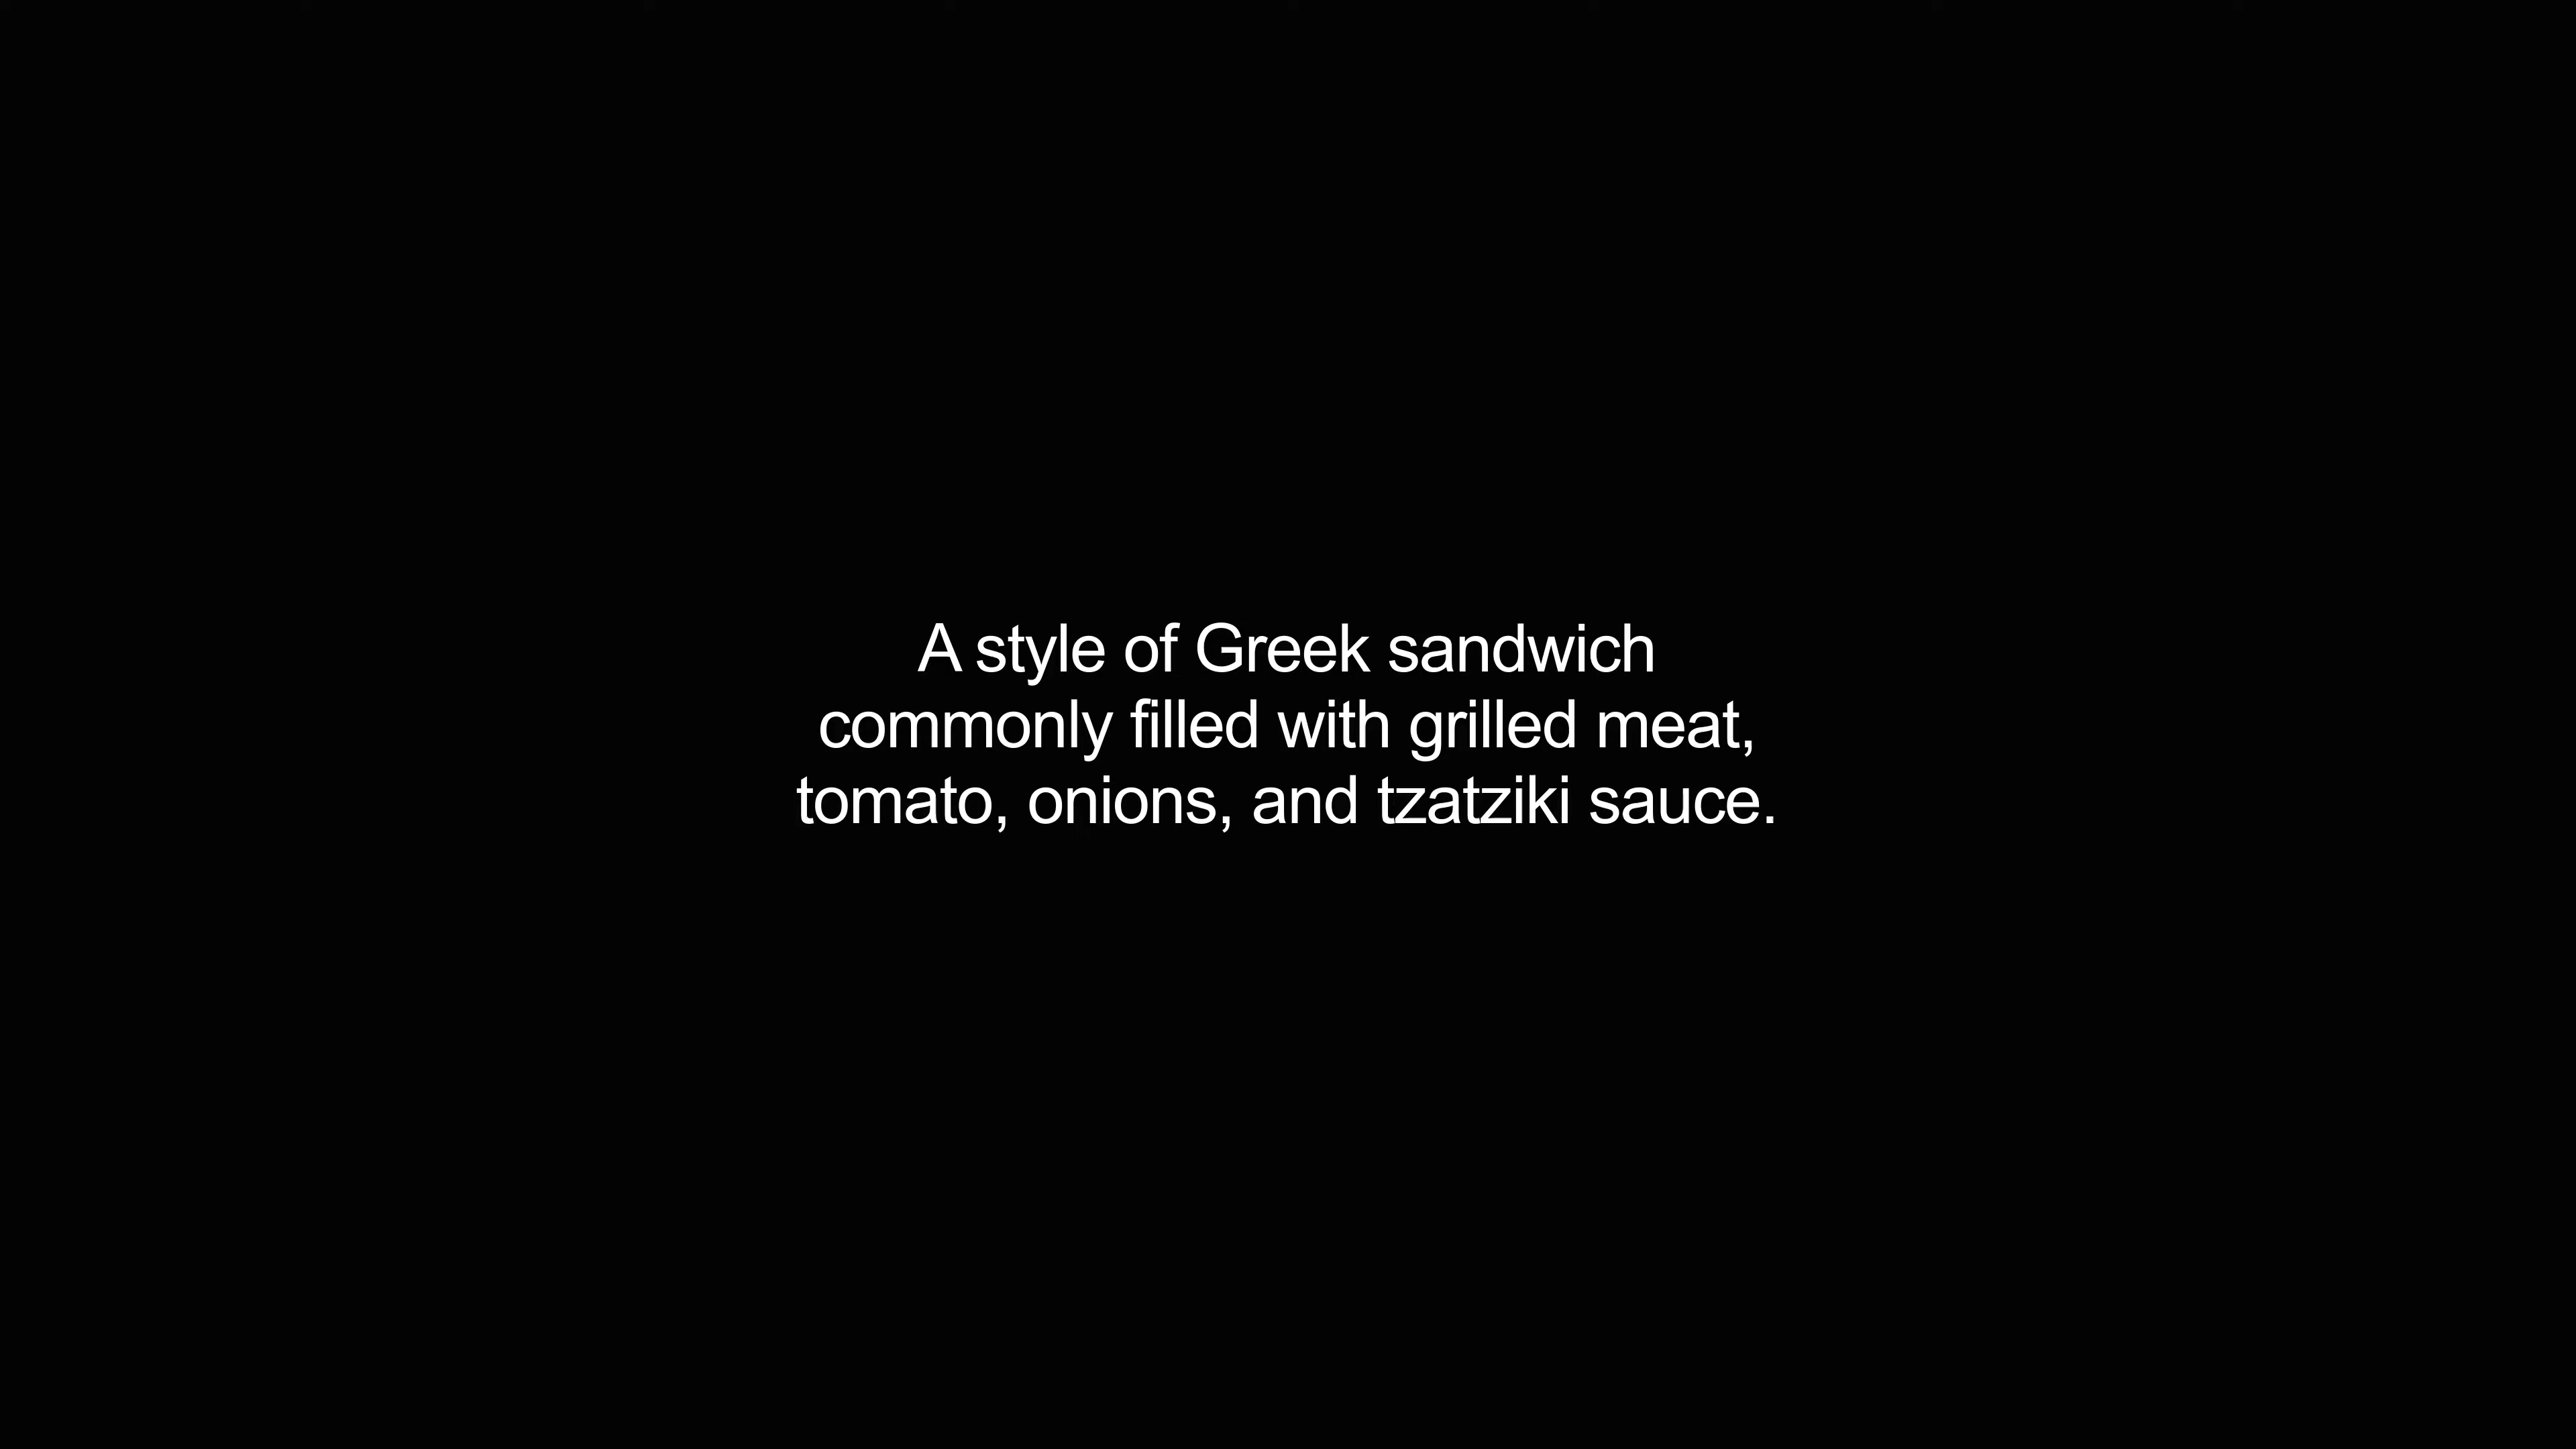 A style of Greek sandwich
commonly filled with grilled meat,
tomato, onions, and tzatziki sauce.